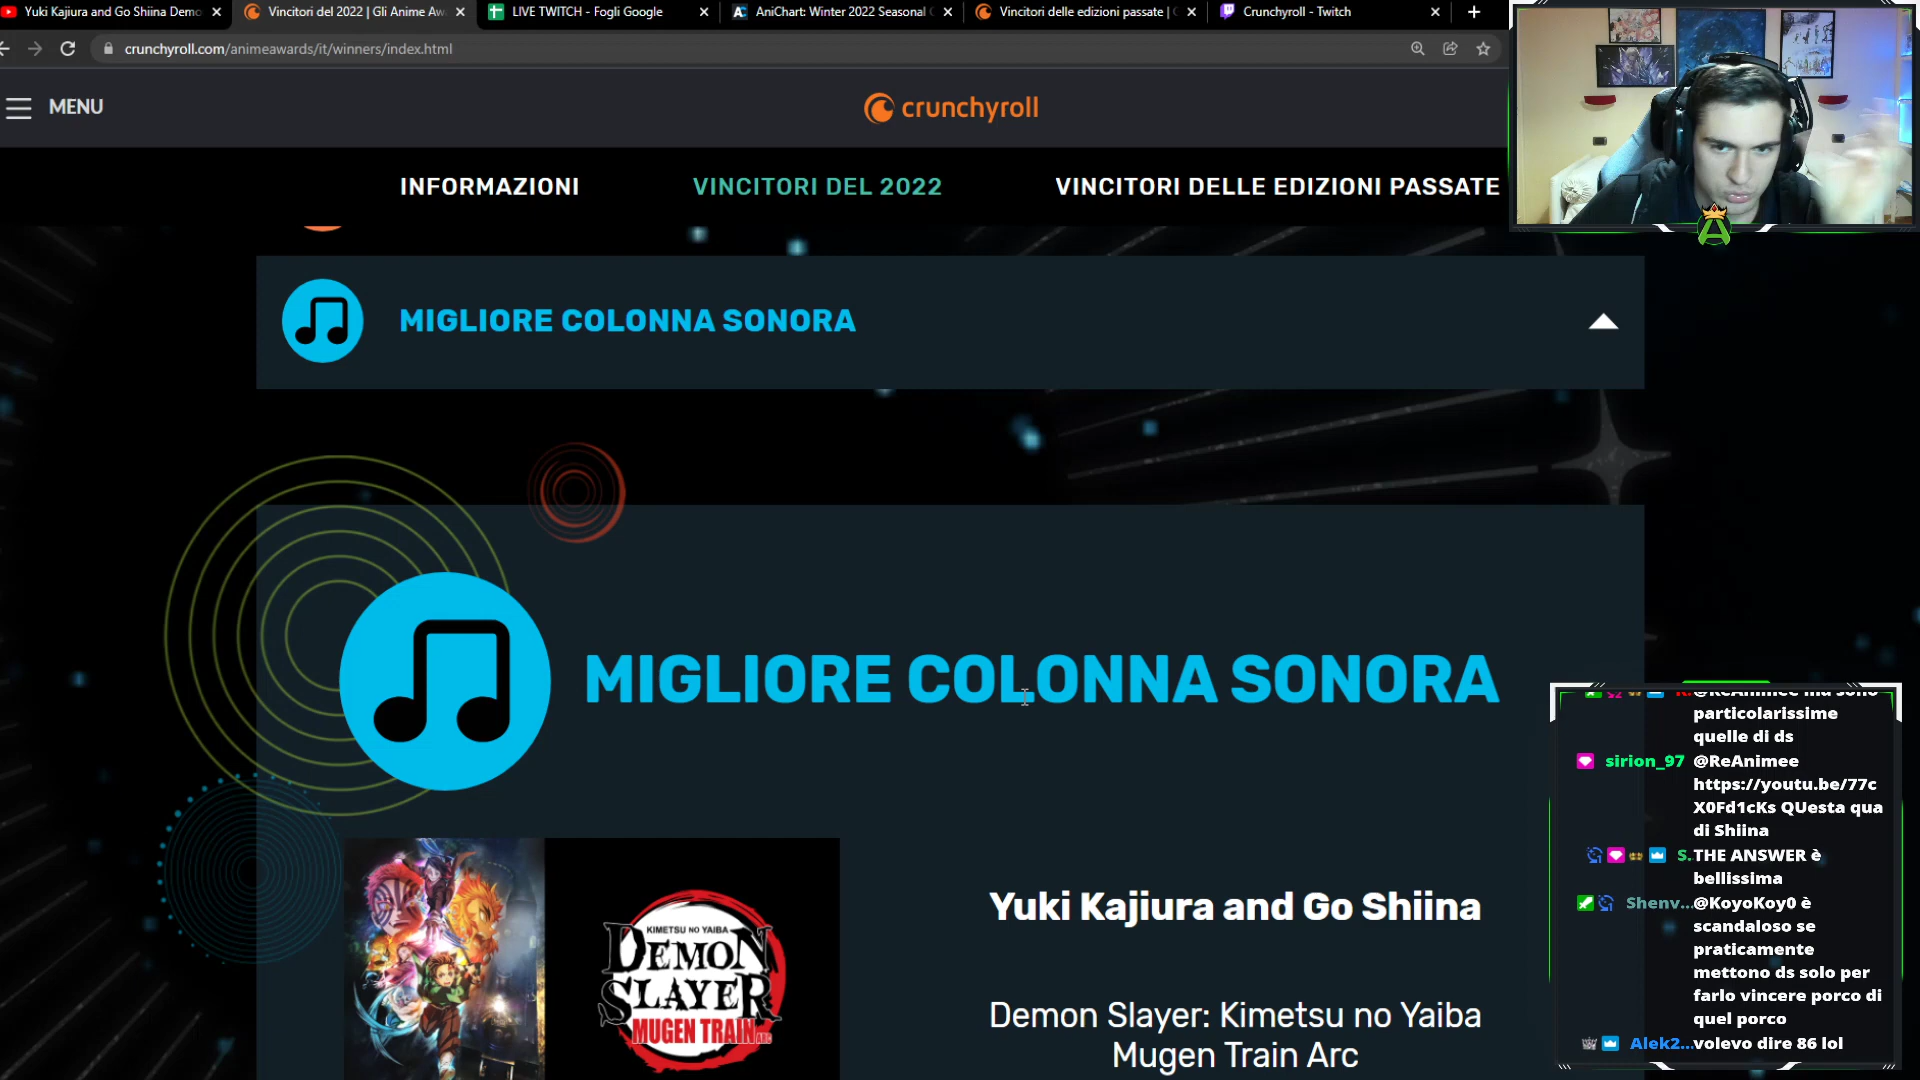 Yuki Kajiura and Go Shiina Demo
Vincitori del 2022 | Gli Anime Aw
LIVE TWITCH - Fogli Google
AniChart: Winter 2022 Seasonal
Vincitori delle edizioni passate |
Crunchyroll - Twitch
crunchyroll.com/animeawards/it/winners/index.html
MENU
crunchyroll
INFORMAZIONI
VINCITORI DEL 2022
VINCITORI DELLE EDIZIONI PASSATE
MIGLIORE COLONNA SONORA
MIGLIORE COLONNA SONORA
KIMETSU NO YAIBA
DEMON
SLAYER
MUGEN TRAIN ARC
Yuki Kajiura and Go Shiina
Demon Slayer: Kimetsu no Yaiba
Mugen Train Arc
@ReAnimee ma sono
particolarissime
quelle di ds
sirion_97 @ReAnimee
https://youtu.be/77c
X0Fd1cKs QUesta qua
di Shiina
S. THE ANSWER è
bellissima
Shenv... @KoyoKoy0 è
scandaloso se
praticamente
mettono ds solo per
farlo vincere porco di
quel porco
Alek2... volevo dire 86 lol